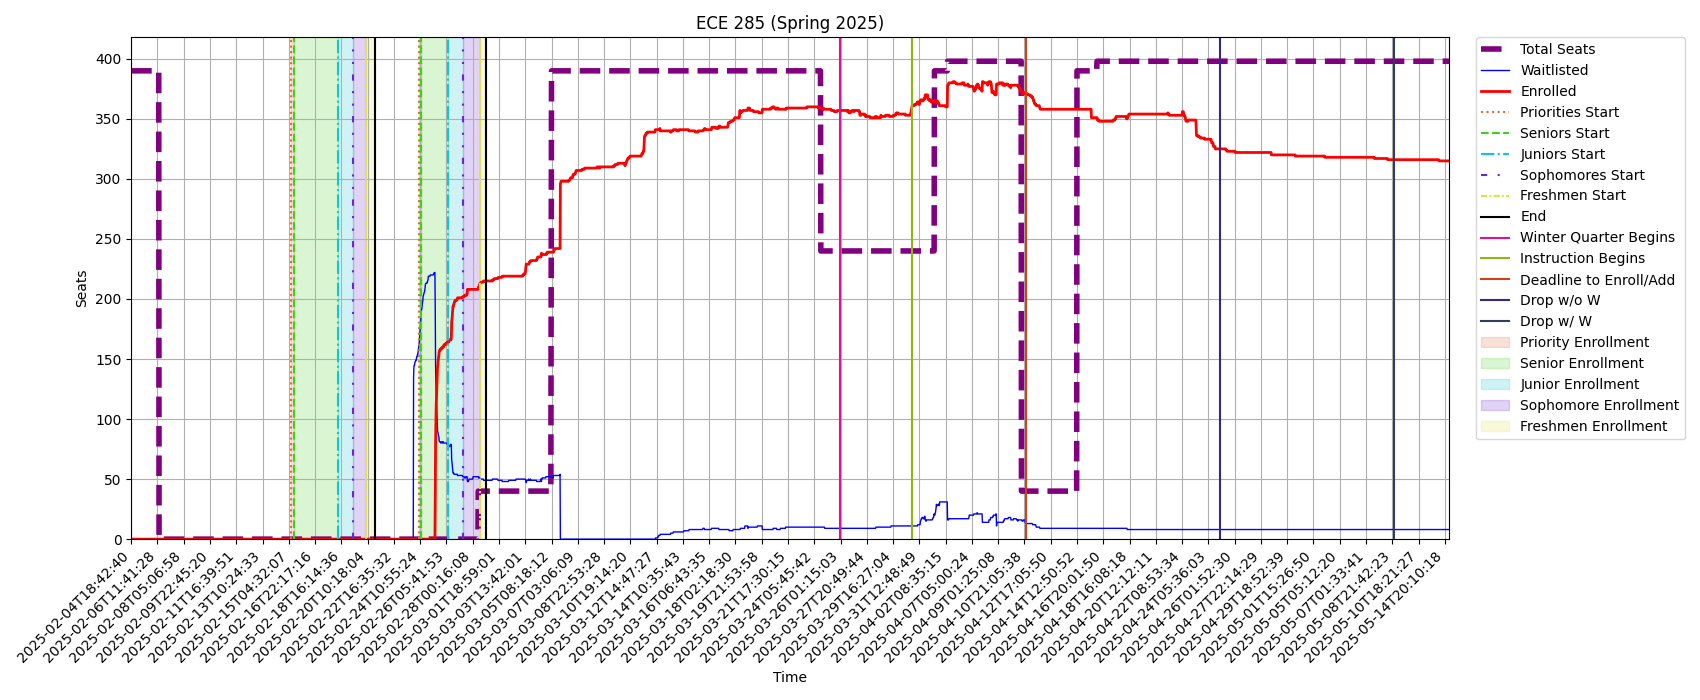 ECE 285 (Spring 2025)
Seats
400
350
300
250
200
150
100
50
0
2025-02-04T18:42:40
2025-02-06T11:41:28
2025-02-08T05:06:58
2025-02-09T22:45:20
2025-02-11T16:39:51
2025-02-13T10:24:33
2025-02-15T04:32:07
2025-02-16T22:17:16
2025-02-18T16:14:36
2025-02-20T10:18:04
2025-02-22T16:35:32
2025-02-24T10:55:24
2025-02-26T05:41:53
2025-02-28T00:16:08
2025-03-01T18:59:01
2025-03-03T13:42:01
2025-03-05T08:18:12
2025-03-07T03:06:09
2025-03-08T22:53:28
2025-03-10T19:14:20
2025-03-12T14:47:27
2025-03-14T10:35:43
2025-03-16T06:43:35
2025-03-18T02:18:30
2025-03-19T21:53:58
2025-03-21T17:30:15
2025-03-24T05:45:42
2025-03-26T01:15:03
2025-03-27T20:49:44
2025-03-29T16:27:04
2025-03-31T12:48:49
2025-04-02T08:35:15
2025-04-07T05:00:24
2025-04-09T01:25:08
2025-04-10T21:05:38
2025-04-12T17:05:50
2025-04-14T12:50:52
2025-04-16T20:01:50
2025-04-18T16:08:18
2025-04-20T12:12:11
2025-04-22T08:53:34
2025-04-24T05:36:03
2025-04-26T01:52:30
2025-04-27T22:14:29
2025-04-29T18:52:39
2025-05-01T15:26:50
2025-05-05T05:12:20
2025-05-07T01:33:41
2025-05-08T21:42:23
2025-05-10T18:21:27
2025-05-14T20:10:18
Time
Total Seats
Waitlisted
Enrolled
Priorities Start
Seniors Start
Juniors Start
Sophomores Start
Freshmen Start
End
Winter Quarter Begins
Instruction Begins
Deadline to Enroll/Add
Drop w/o W
Drop w/ W
Priority Enrollment
Senior Enrollment
Junior Enrollment
Sophomore Enrollment
Freshmen Enrollment